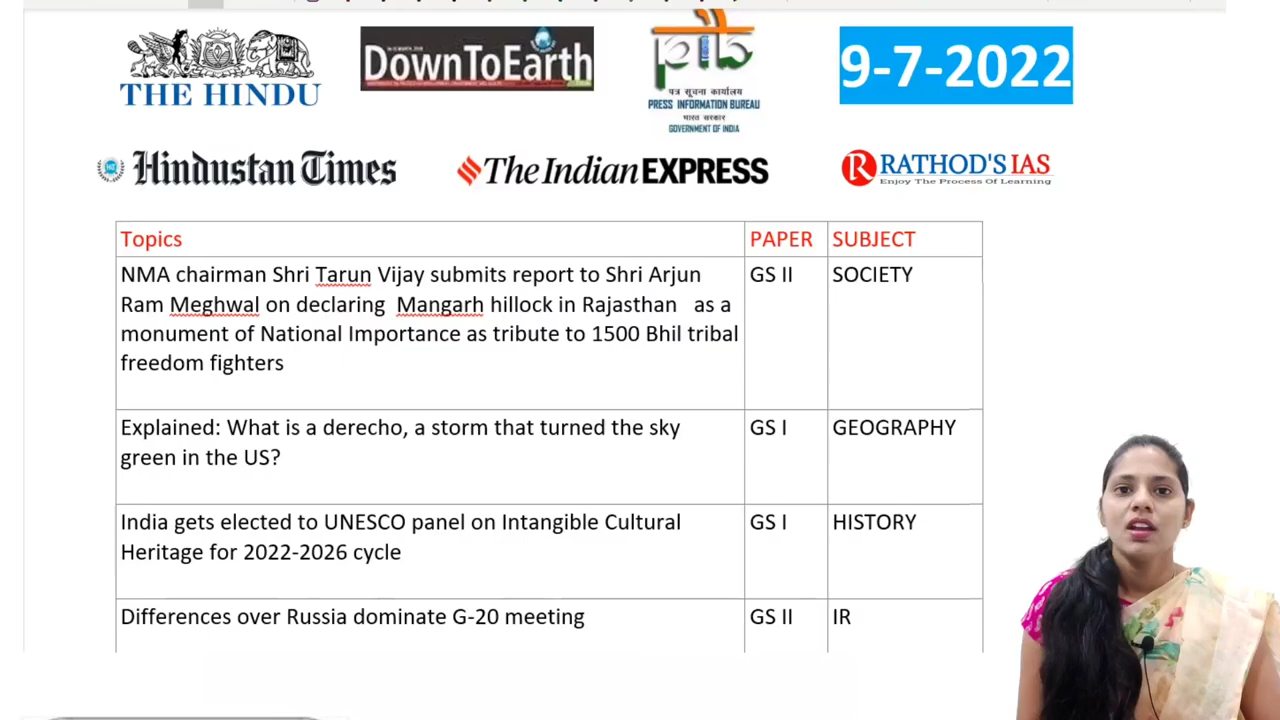 THE HINDU
DownToEarth
पत्र सूचना कार्यालय
PRESS INFORMATION BUREAU
भारत सरकार
GOVERNMENT OF INDIA
9-7-2022
Hindustan Times
The Indian EXPRESS
R RATHOD'S IAS
Enjoy The Process Of Learning
Topics PAPER SUBJECT
NMA chairman Shri Tarun Vijay submits report to Shri Arjun GS II SOCIETY
Ram Meghwal on declaring Mangarh hillock in Rajasthan as a
monument of National Importance as tribute to 1500 Bhil tribal
freedom fighters
Explained: What is a derecho, a storm that turned the sky GS I GEOGRAPHY
green in the US?
India gets elected to UNESCO panel on Intangible Cultural GS I HISTORY
Heritage for 2022-2026 cycle
Differences over Russia dominate G-20 meeting GS II IR